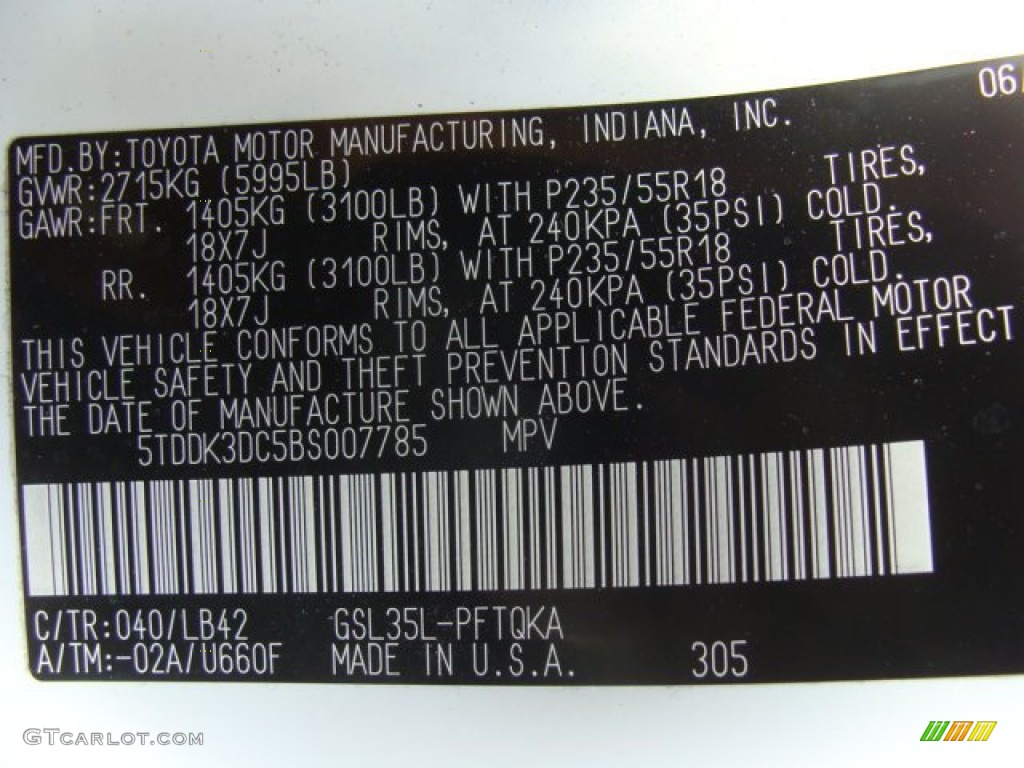 06/
MFD.BY:TOYOTA MOTOR MANUFACTURING, INDIANA, INC.
GVWR:2715KG (5995LB)
GAWR:FRT. 1405KG (3100LB) WITH P235/55R18 TIRES,
18X7J RIMS, AT 240KPA (35PSI) COLD.
RR. 1405KG (3100LB) WITH P235/55R18 TIRES,
18X7J RIMS, AT 240KPA (35PSI) COLD.
THIS VEHICLE CONFORMS TO ALL APPLICABLE FEDERAL MOTOR
VEHICLE SAFETY AND THEFT PREVENTION STANDARDS IN EFFECT
THE DATE OF MANUFACTURE SHOWN ABOVE.
5TDDK3DC5BS007785 MPV
C/TR:040/LB42 GSL35L-PFTQKA
A/TM:-02A/U660F MADE IN U.S.A. 305
GTCARLOT.COM